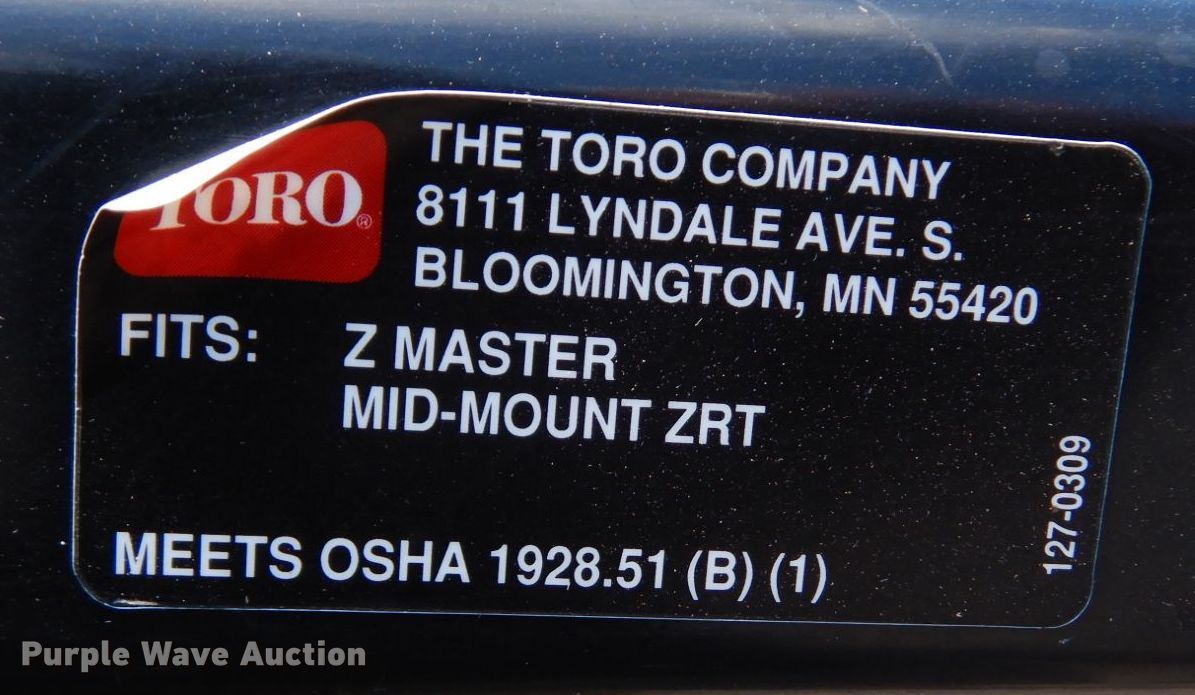 TORO®
THE TORO COMPANY
8111 LYNDALE AVE. S.
BLOOMINGTON, MN 55420
FITS: Z MASTER
MID-MOUNT ZRT
127-0309
MEETS OSHA 1928.51 (B) (1)
Purple Wave Auction